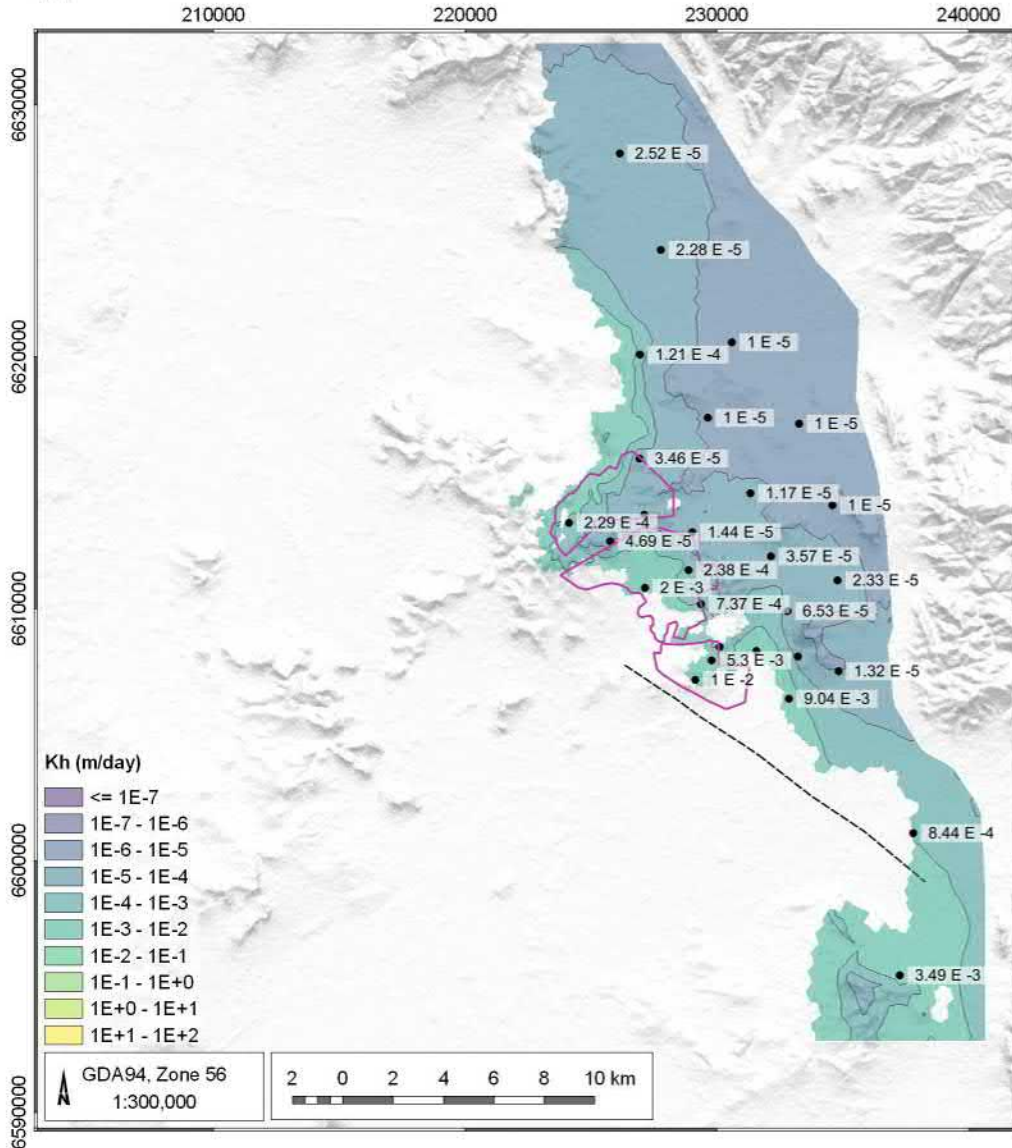 210000 220000 230000 240000
6630000
6620000
6610000
6600000
6590000
2.52 E -5
2.28 E -5
1 E -5
1.21 E -4
1 E -5
1 E -5
3.46 E -5
1.17 E -5
1 E -5
2.29 E -4
1.44 E -5
4.69 E -5
3.57 E -5
2.38 E -4
2.33 E -5
2 E -3
7.37 E -4
6.53 E -5
5.3 E -3
1.32 E -5
1 E -2
9.04 E -3
8.44 E -4
3.49 E -3
Kh (m/day)
<= 1E-7
1E-7 - 1E-6
1E-6 - 1E-5
1E-5 - 1E-4
1E-4 - 1E-3
1E-3 - 1E-2
1E-2 - 1E-1
1E-1 - 1E+0
1E+0 - 1E+1
1E+1 - 1E+2
GDA94, Zone 56
1:300,000
2 0 2 4 6 8 10 km